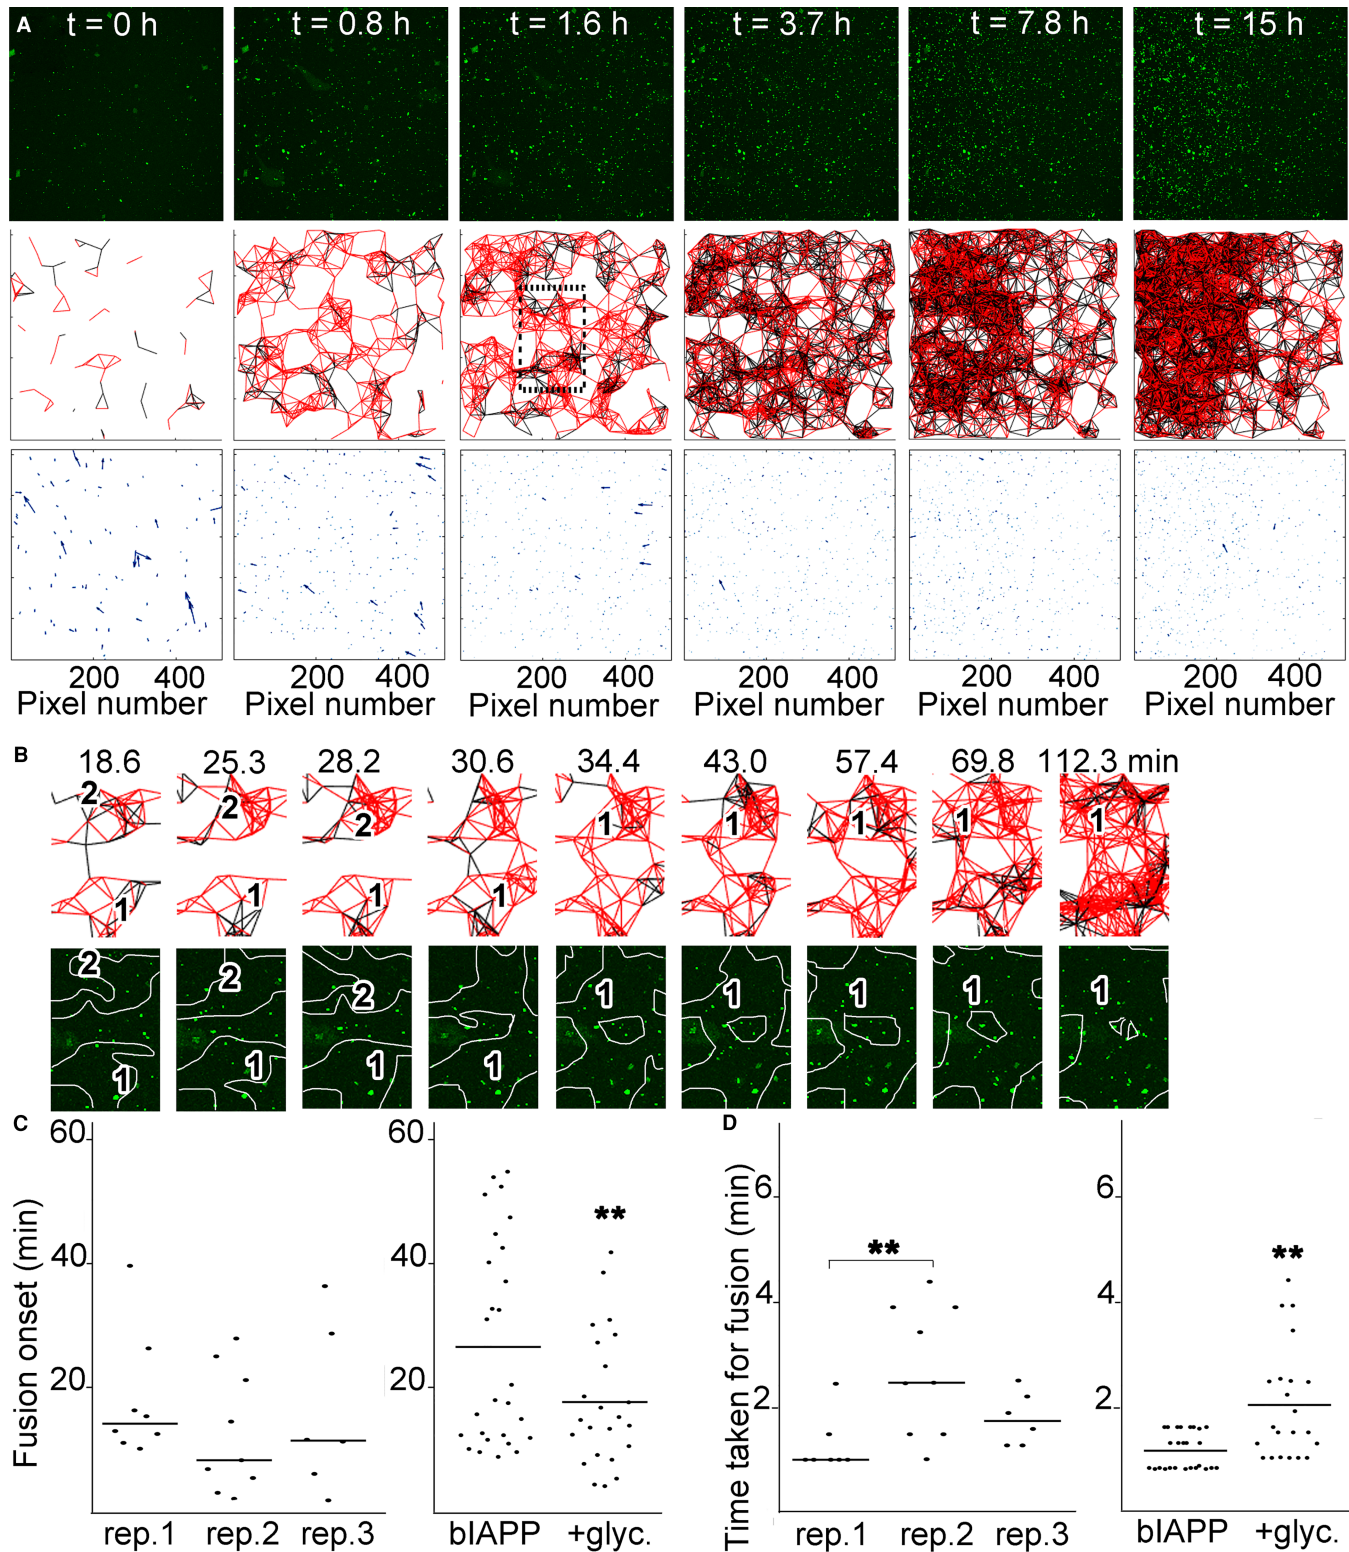 A
t = 0 h t = 0.8 h t = 1.6 h t = 3.7 h t = 7.8 h t = 15 h
200 400 200 400 200 400 200 400 200 400 200 400
Pixel number Pixel number Pixel number Pixel number Pixel number Pixel number
B
18.6 25.3 28.2 30.6 34.4 43.0 57.4 69.8 112.3 min
2 2 2 1 1 1 1 1
1 1 1 1
2 2 2 1 1 1 1 1
1 1 1 1
C
Fusion onset (min)
60
40
20
rep.1 rep.2 rep.3
60
40
20
**
bIAPP +glyc.
D
Time taken for fusion (min)
6
4
2
**
rep.1 rep.2 rep.3
6
4
2
**
bIAPP +glyc.